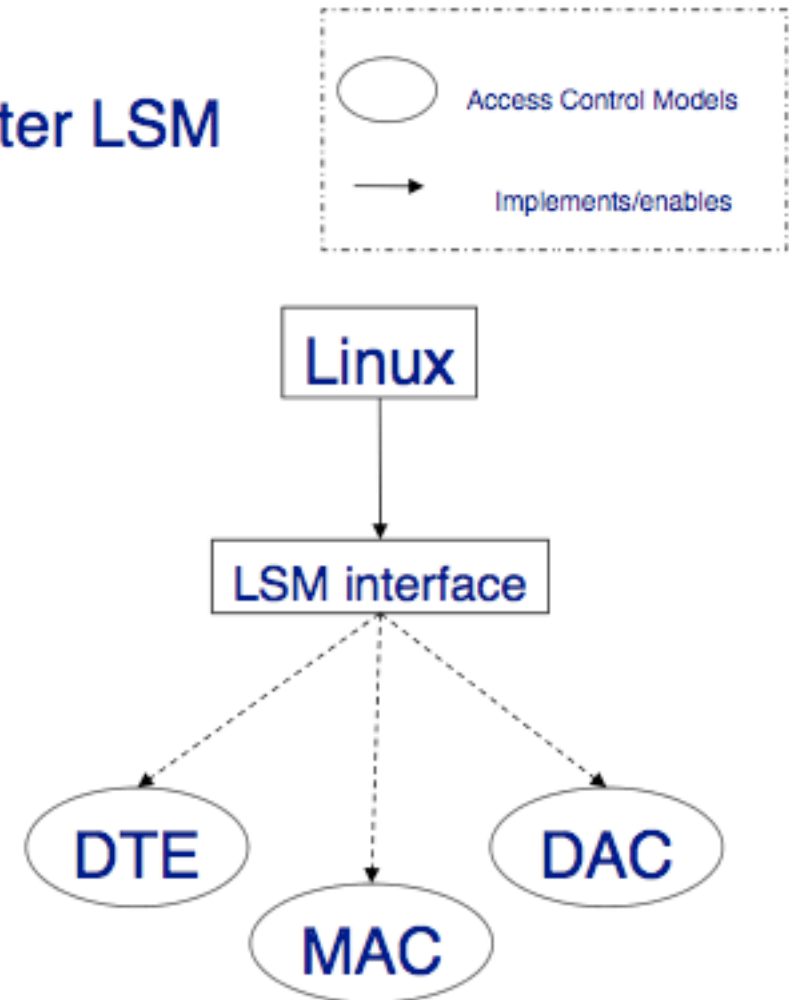 ter LSM
Access Control Models
Implements/enables
Linux
LSM interface
DTE
DAC
MAC